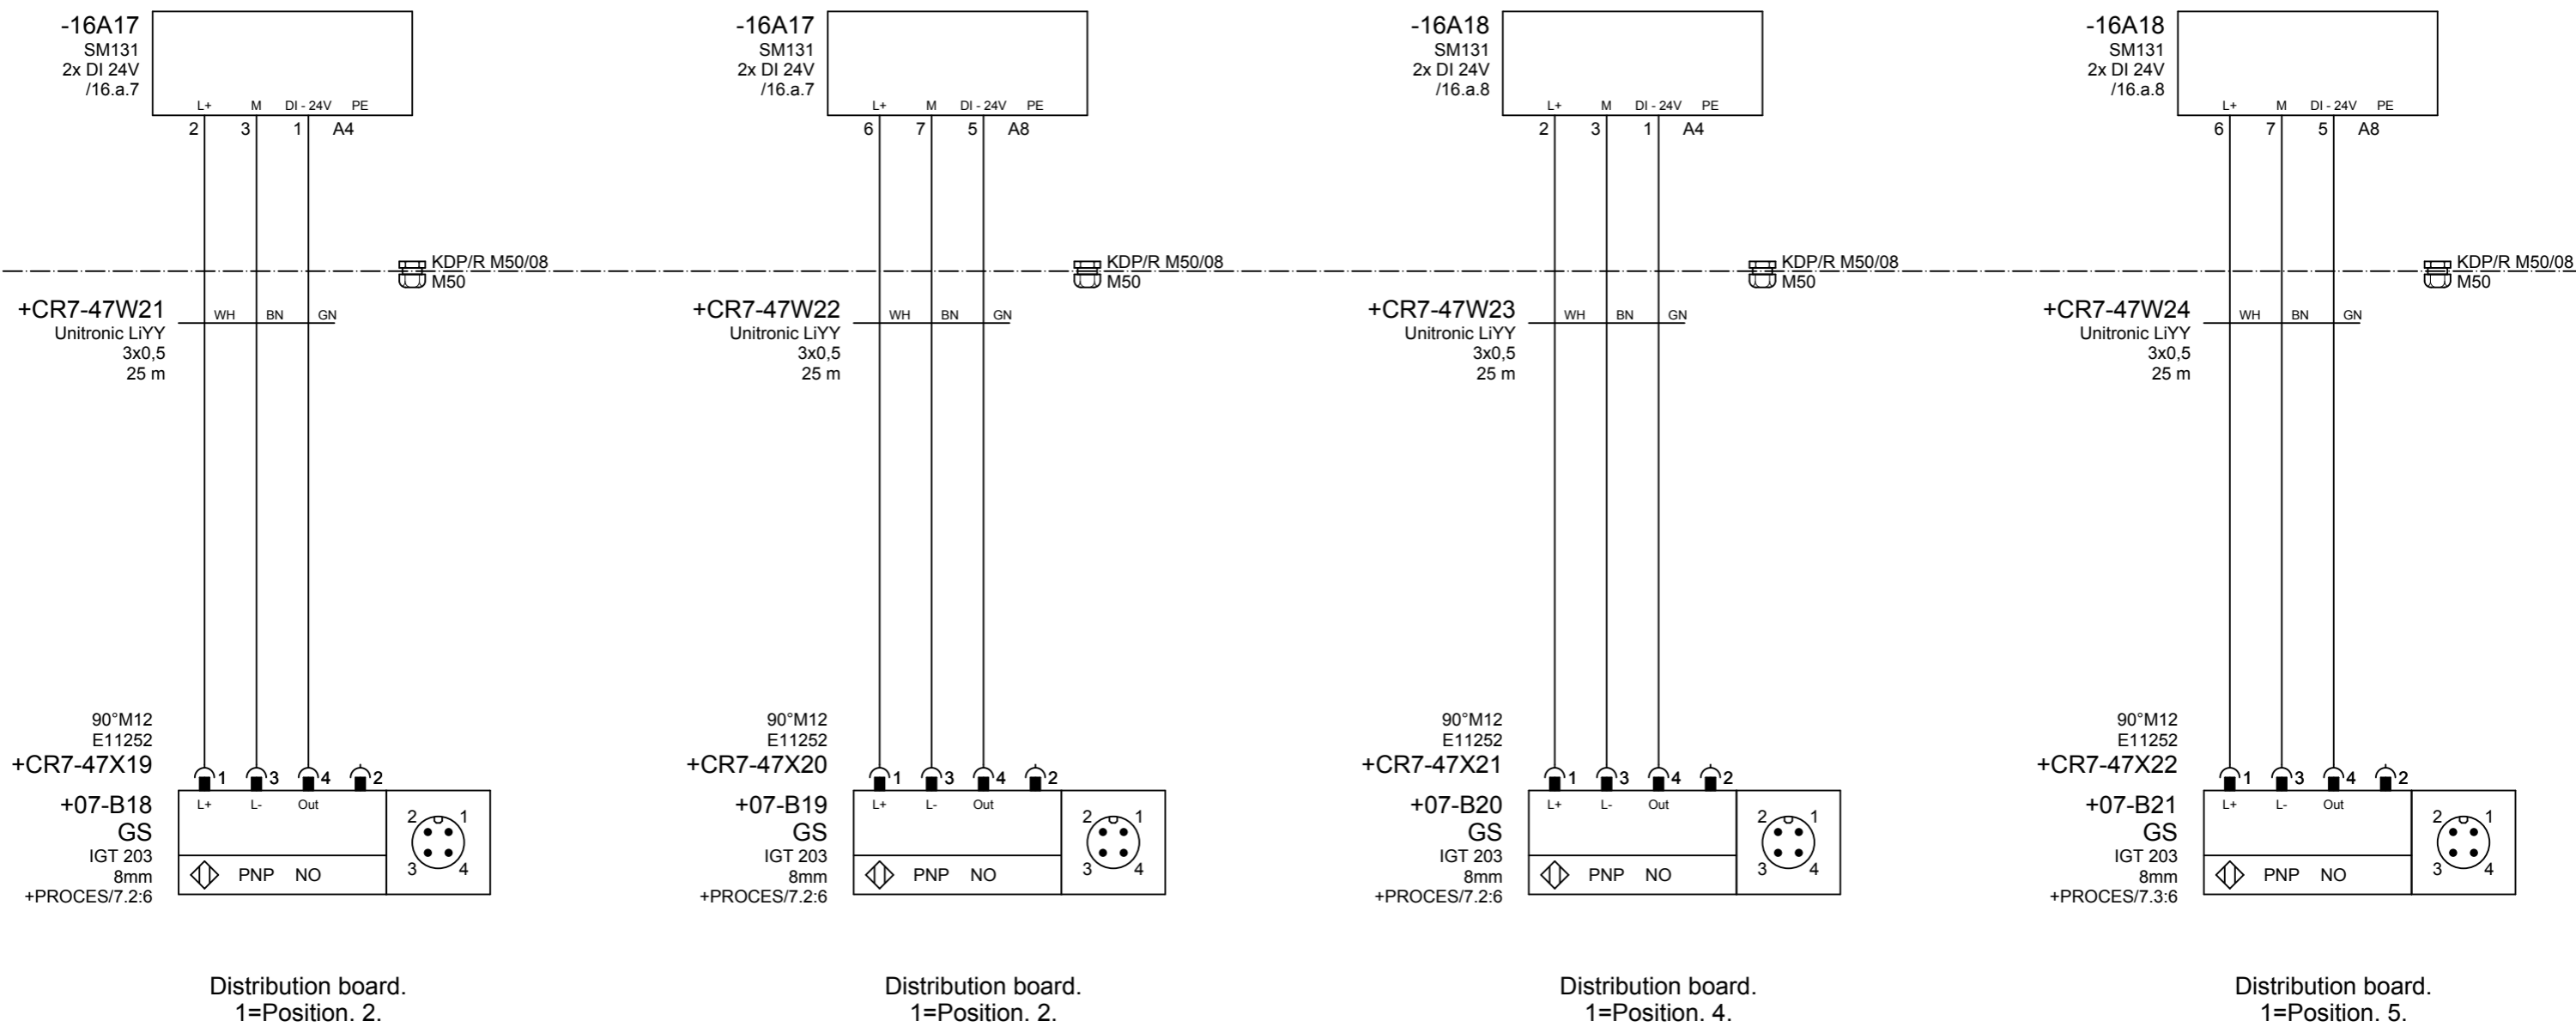 -16A17
SM131
2x DI 24V
/16.a.7
L+ M DI - 24V PE
2 3 1 A4
-16A17
SM131
2x DI 24V
/16.a.7
L+ M DI - 24V PE
6 7 5 A8
-16A18
SM131
2x DI 24V
/16.a.8
L+ M DI - 24V PE
2 3 1 A4
-16A18
SM131
2x DI 24V
/16.a.8
L+ M DI - 24V PE
6 7 5 A8
KDP/R M50/08
M50
KDP/R M50/08
M50
KDP/R M50/08
M50
KDP/R M50/08
M50
+CR7-47W21
WH BN GN
Unitronic LiYY
3x0,5
25 m
+CR7-47W22
WH BN GN
Unitronic LiYY
3x0,5
25 m
+CR7-47W23
WH BN GN
Unitronic LiYY
3x0,5
25 m
+CR7-47W24
WH BN GN
Unitronic LiYY
3x0,5
25 m
90°M12
E11252
+CR7-47X19
1 3 4 2
+07-B18
L+ L- Out
GS
IGT 203
8mm
+PROCES/7.2:6
PNP NO
2 1
3 4
90°M12
E11252
+CR7-47X20
1 3 4 2
+07-B19
L+ L- Out
GS
IGT 203
8mm
+PROCES/7.2:6
PNP NO
2 1
3 4
90°M12
E11252
+CR7-47X21
1 3 4 2
+07-B20
L+ L- Out
GS
IGT 203
8mm
+PROCES/7.2:6
PNP NO
2 1
3 4
90°M12
E11252
+CR7-47X22
1 3 4 2
+07-B21
L+ L- Out
GS
IGT 203
8mm
+PROCES/7.3:6
PNP NO
2 1
3 4
Distribution board.
1=Position. 2.
Distribution board.
1=Position. 2.
Distribution board.
1=Position. 4.
Distribution board.
1=Position. 5.